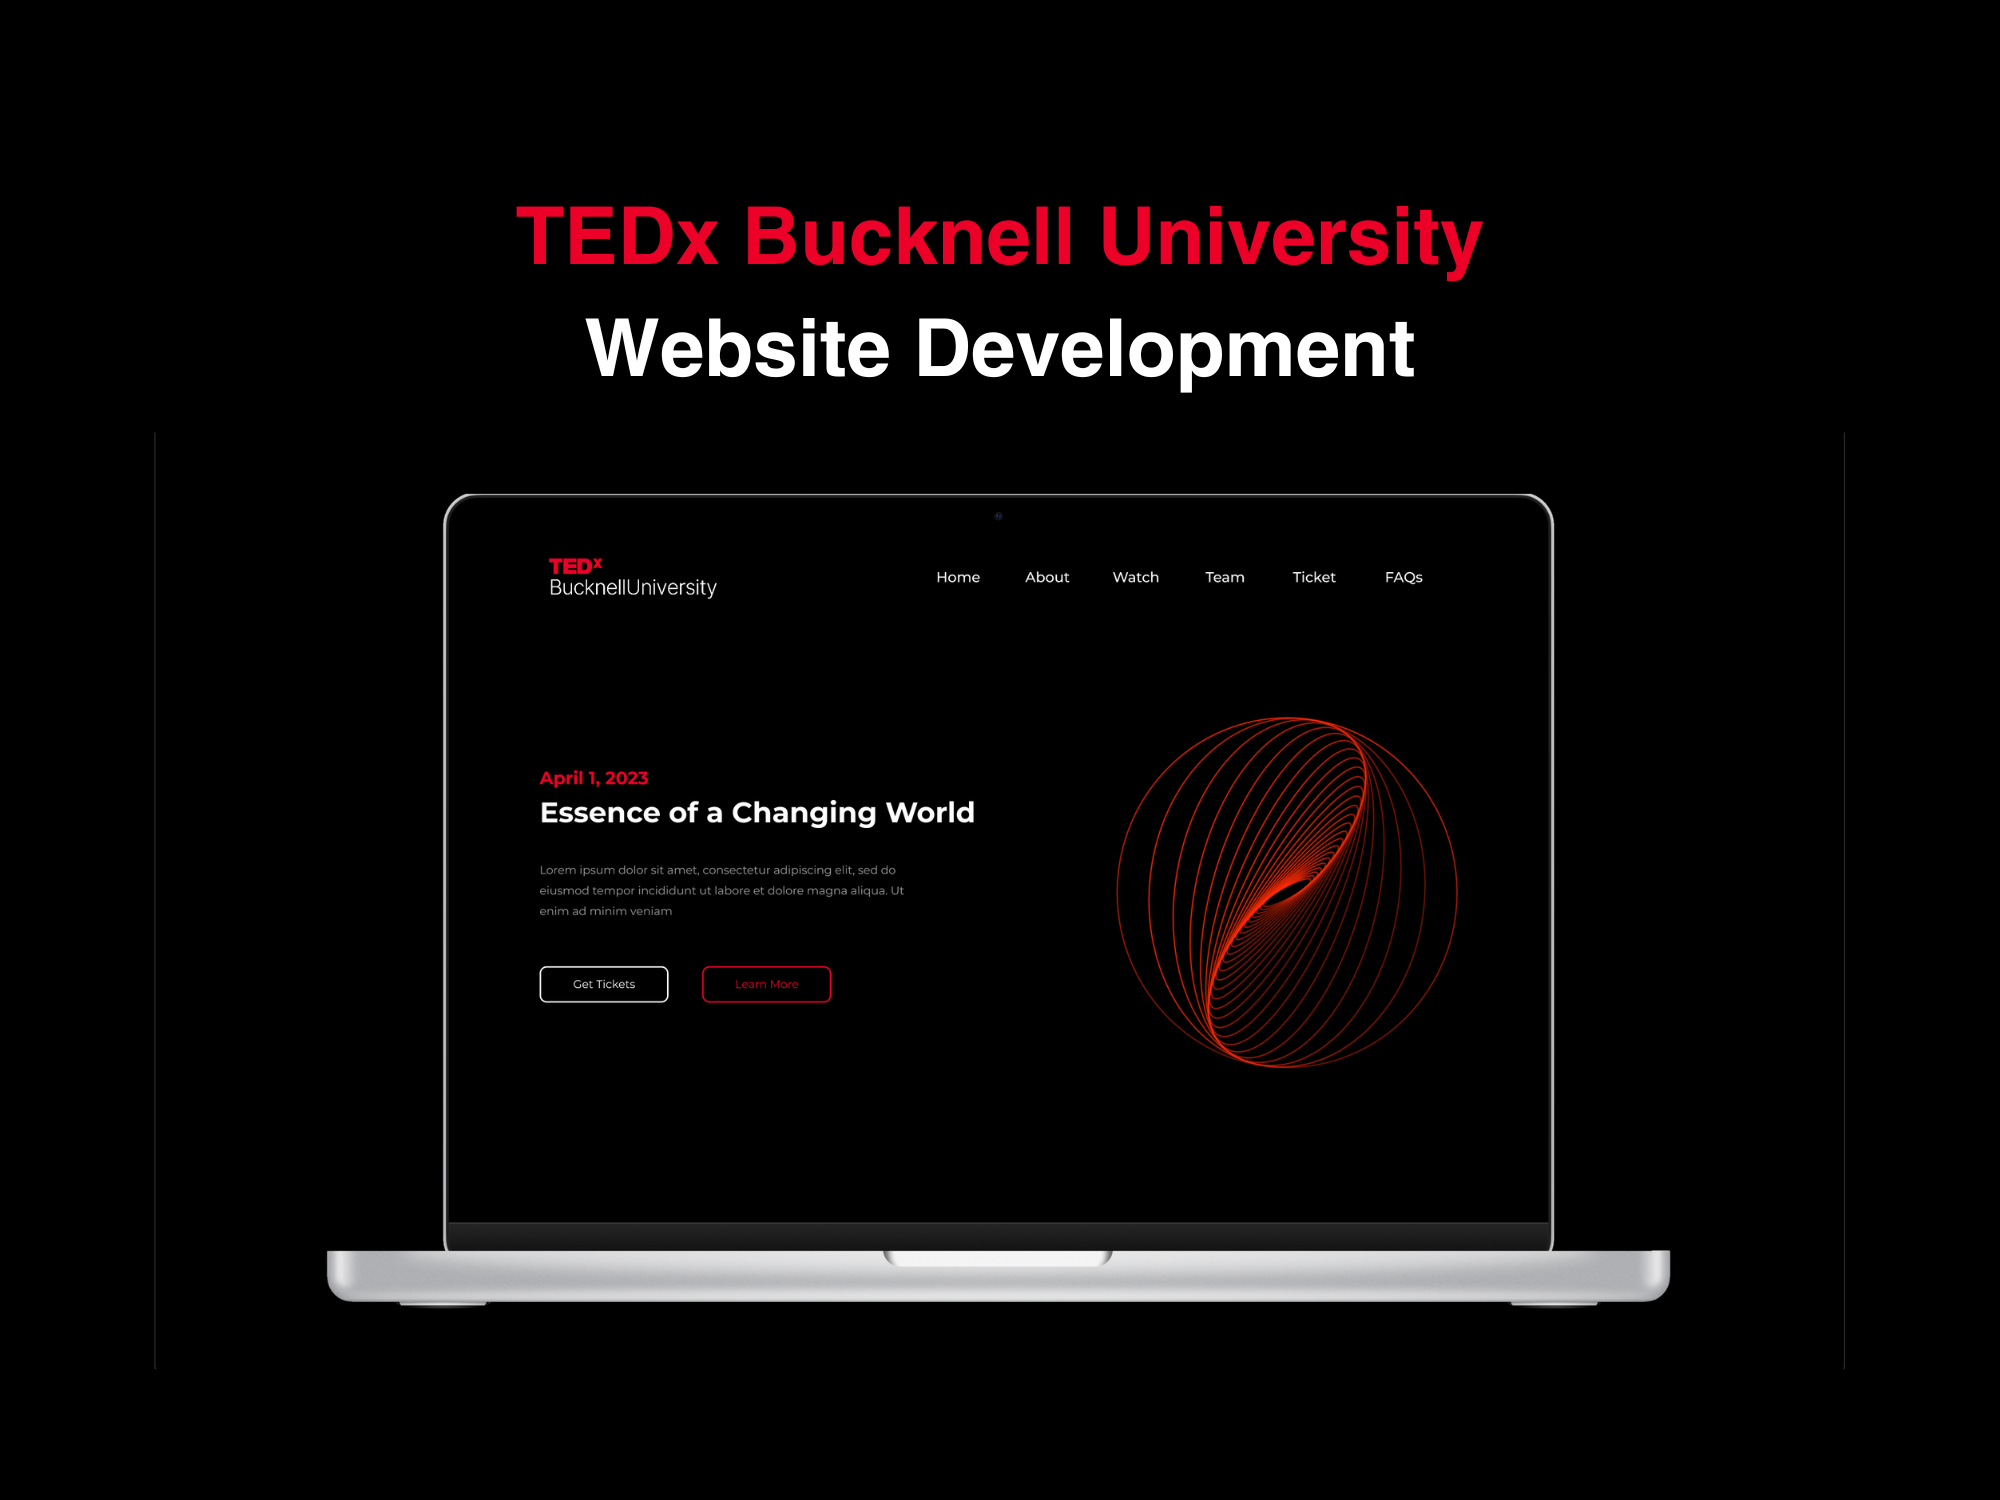 TEDx Bucknell University
Website Development
TEDx
BucknellUniversity
Home About Watch Team Ticket FAQs
April 1, 2023
Essence of a Changing World
Lorem ipsum dolor sit amet, consectetur adipiscing elit, sed do
eiusmod tempor incididunt ut labore et dolore magna aliqua. Ut
enim ad minim veniam
Get Tickets Learn More